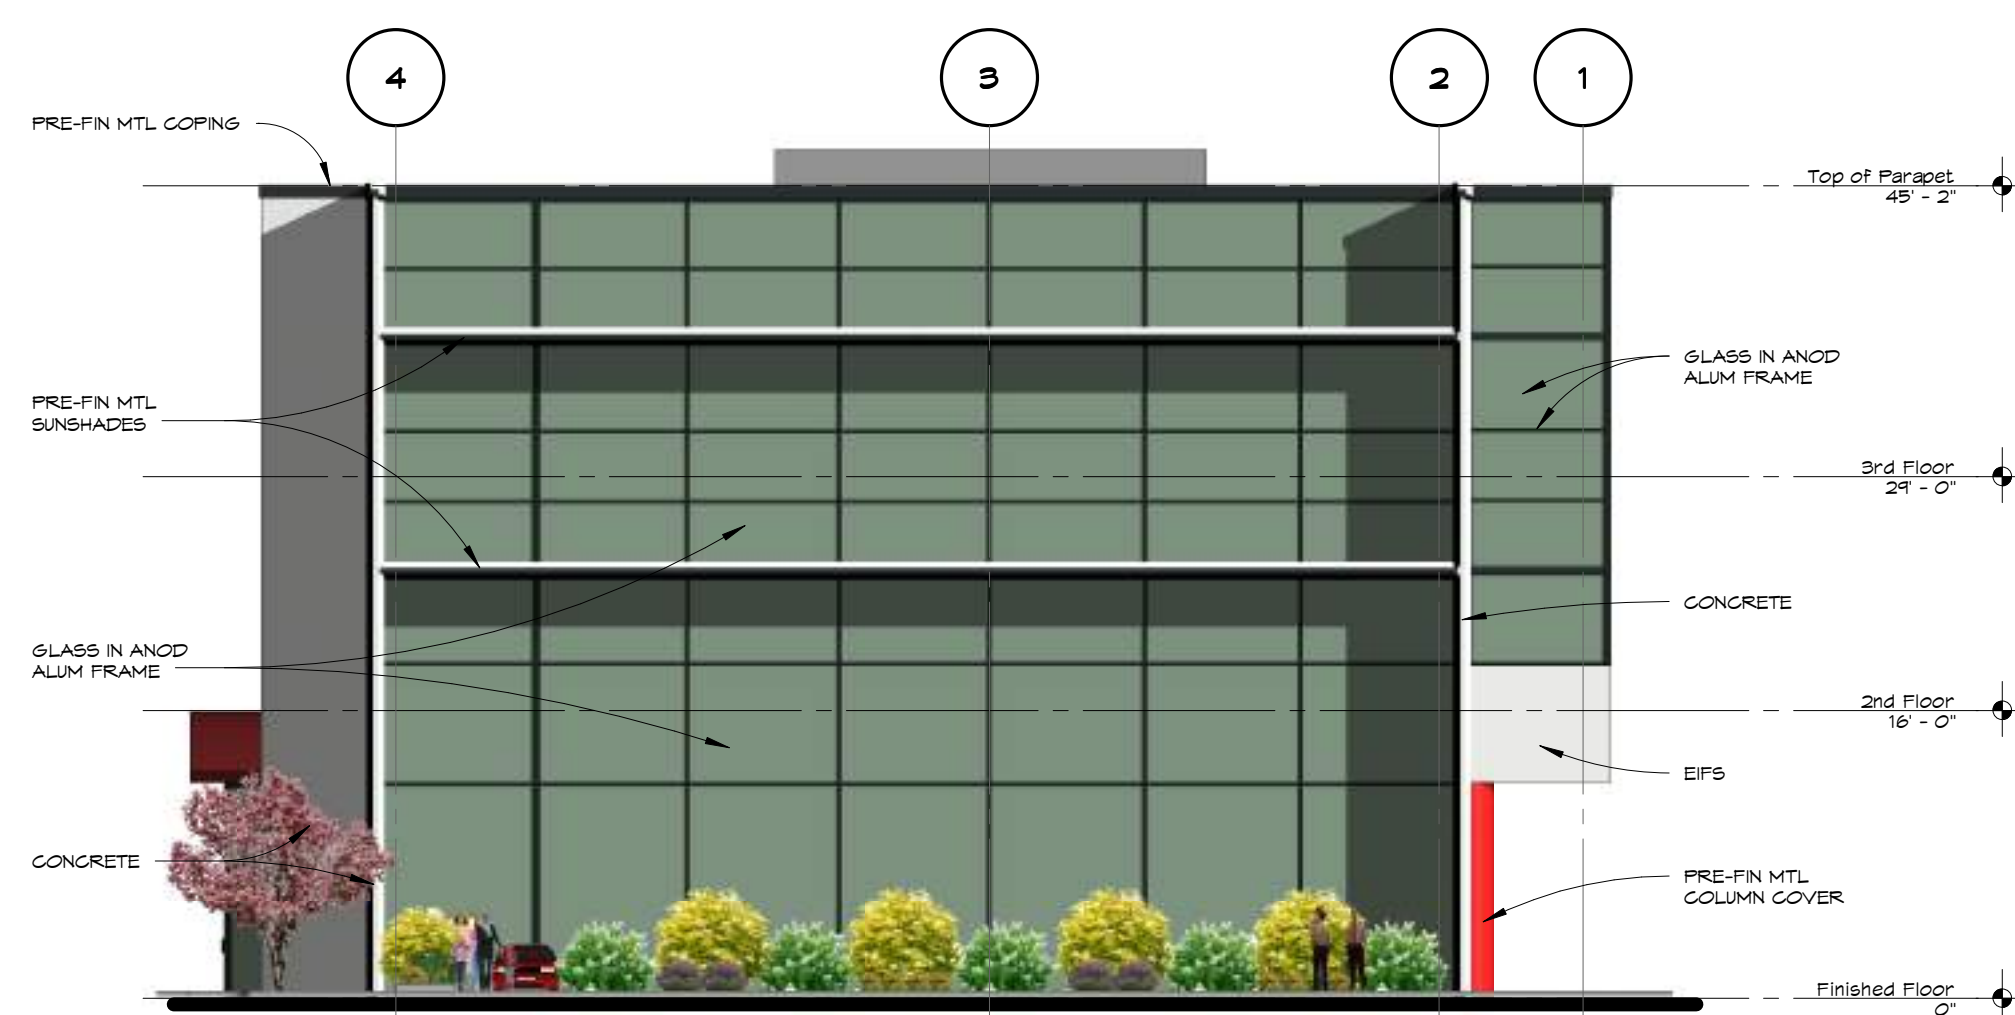 4
3
2
1
PRE-FIN MTL COPING
Top of Parapet
45' - 2"
GLASS IN ANOD
ALUM FRAME
PRE-FIN MTL
SUNSHADES
3rd Floor
29' - 0"
CONCRETE
GLASS IN ANOD
ALUM FRAME
2nd Floor
16' - 0"
EIFS
CONCRETE
PRE-FIN MTL
COLUMN COVER
Finished Floor
0"